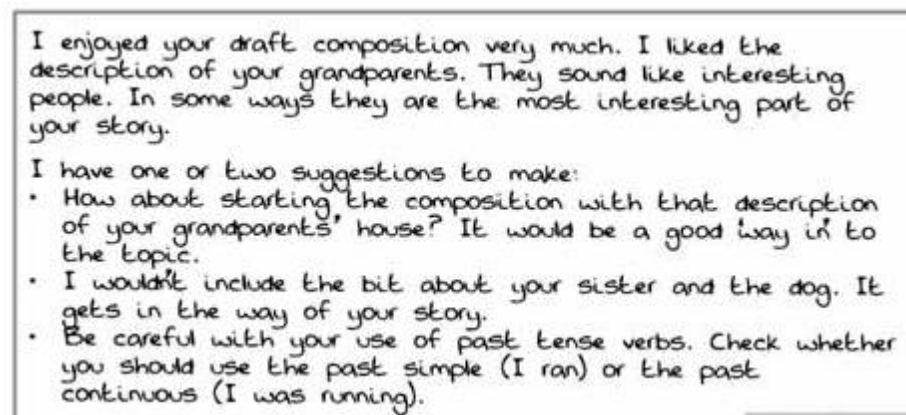 I enjoyed your draft composition very much. I liked the
description of your grandparents. They sound like interesting
people. In some ways they are the most interesting part of
your story.
I have one or two suggestions to make:
• How about starting the composition with that description
of your grandparents' house? It would be a good 'way in' to
the topic.
• I wouldn't include the bit about your sister and the dog. It
gets in the way of your story.
• Be careful with your use of past tense verbs. Check whether
you should use the past simple (I ran) or the past
continuous (I was running).